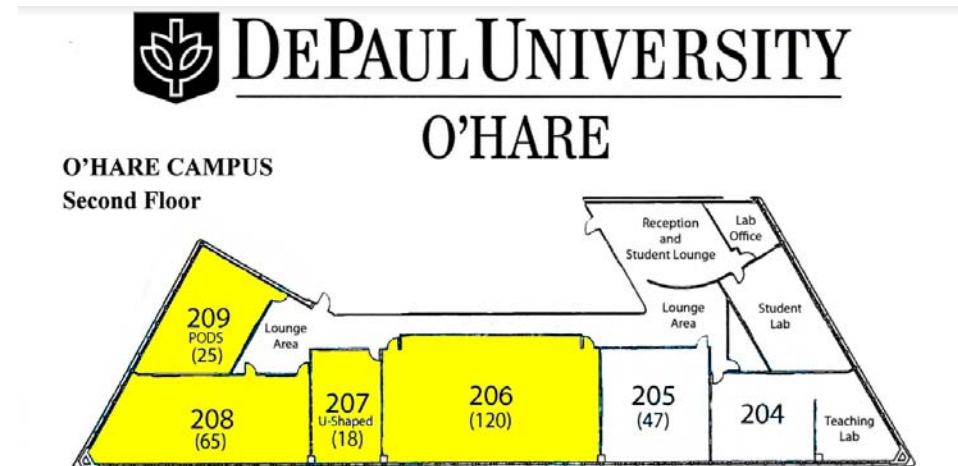 DEPAUL UNIVERSITY
O'HARE
O'HARE CAMPUS
Second Floor
Reception
and
Student Lounge
Lab
Office
209
PODS
(25)
Lounge
Area
Lounge
Area
Student
Lab
208
(65)
207
U-Shaped
(18)
206
(120)
205
(47)
204
Teaching
Lab